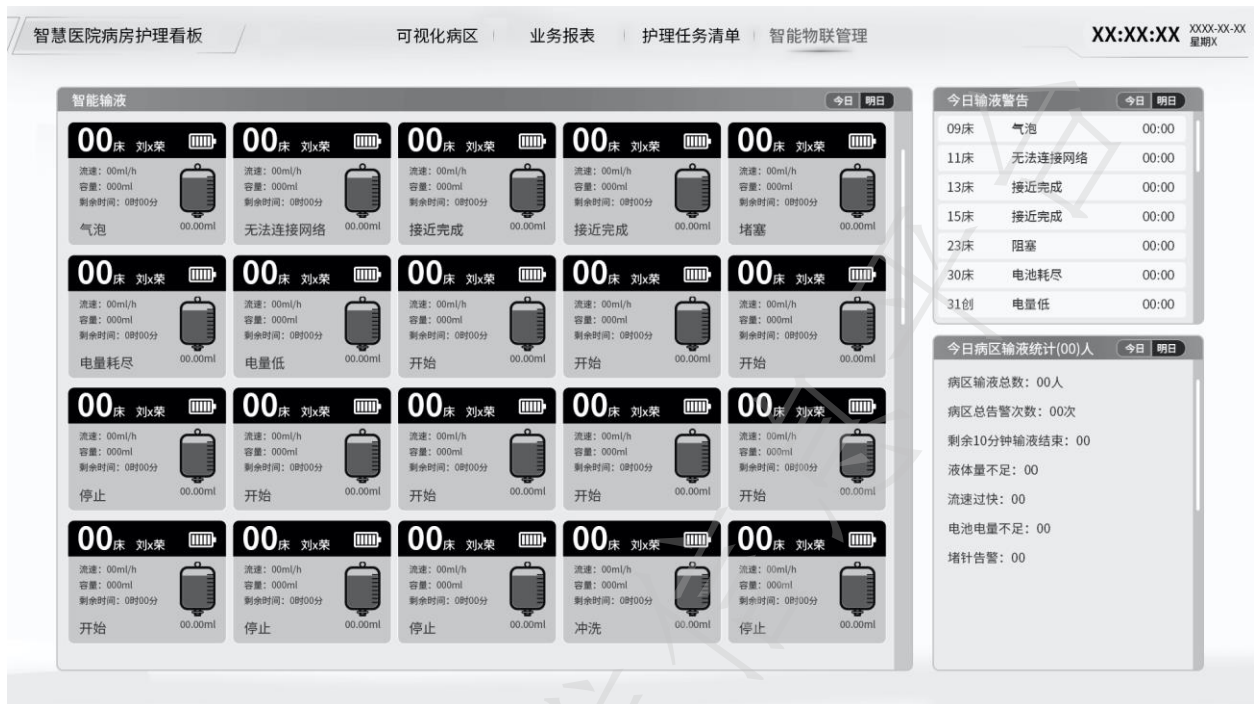 智慧医院病房护理看板
可视化病区
业务报表
护理任务清单
智能物联管理
XX:XX:XX
XXXX-XX-XX
星期X
智能输液
今日 明日
00床 刘x荣
流速：00ml/h
容量：000ml
剩余时间：0时00分
气泡
00.00ml
00床 刘x荣
流速：00ml/h
容量：000ml
剩余时间：0时00分
无法连接网络
00.00ml
00床 刘x荣
流速：00ml/h
容量：000ml
剩余时间：0时00分
接近完成
00.00ml
00床 刘x荣
流速：00ml/h
容量：000ml
剩余时间：0时00分
接近完成
00.00ml
00床 刘x荣
流速：00ml/h
容量：000ml
剩余时间：0时00分
堵塞
00.00ml
00床 刘x荣
流速：00ml/h
容量：000ml
剩余时间：0时00分
电量耗尽
00.00ml
00床 刘x荣
流速：00ml/h
容量：000ml
剩余时间：0时00分
电量低
00.00ml
00床 刘x荣
流速：00ml/h
容量：000ml
剩余时间：0时00分
开始
00.00ml
00床 刘x荣
流速：00ml/h
容量：000ml
剩余时间：0时00分
开始
00.00ml
00床 刘x荣
流速：00ml/h
容量：000ml
剩余时间：0时00分
开始
00.00ml
00床 刘x荣
流速：00ml/h
容量：000ml
剩余时间：0时00分
停止
00.00ml
00床 刘x荣
流速：00ml/h
容量：000ml
剩余时间：0时00分
开始
00.00ml
00床 刘x荣
流速：00ml/h
容量：000ml
剩余时间：0时00分
开始
00.00ml
00床 刘x荣
流速：00ml/h
容量：000ml
剩余时间：0时00分
开始
00.00ml
00床 刘x荣
流速：00ml/h
容量：000ml
剩余时间：0时00分
开始
00.00ml
00床 刘x荣
流速：00ml/h
容量：000ml
剩余时间：0时00分
开始
00.00ml
00床 刘x荣
流速：00ml/h
容量：000ml
剩余时间：0时00分
停止
00.00ml
00床 刘x荣
流速：00ml/h
容量：000ml
剩余时间：0时00分
停止
00.00ml
00床 刘x荣
流速：00ml/h
容量：000ml
剩余时间：0时00分
冲洗
00.00ml
00床 刘x荣
流速：00ml/h
容量：000ml
剩余时间：0时00分
停止
00.00ml
今日输液警告 今日 明日
09床 气泡 00:00
11床 无法连接网络 00:00
13床 接近完成 00:00
15床 接近完成 00:00
23床 阻塞 00:00
30床 电池耗尽 00:00
31创 电量低 00:00
今日病区输液统计(00)人 今日 明日
病区输液总数：00人
病区总告警次数：00次
剩余10分钟输液结束：00
液体量不足：00
流速过快：00
电池电量不足：00
堵针告警：00